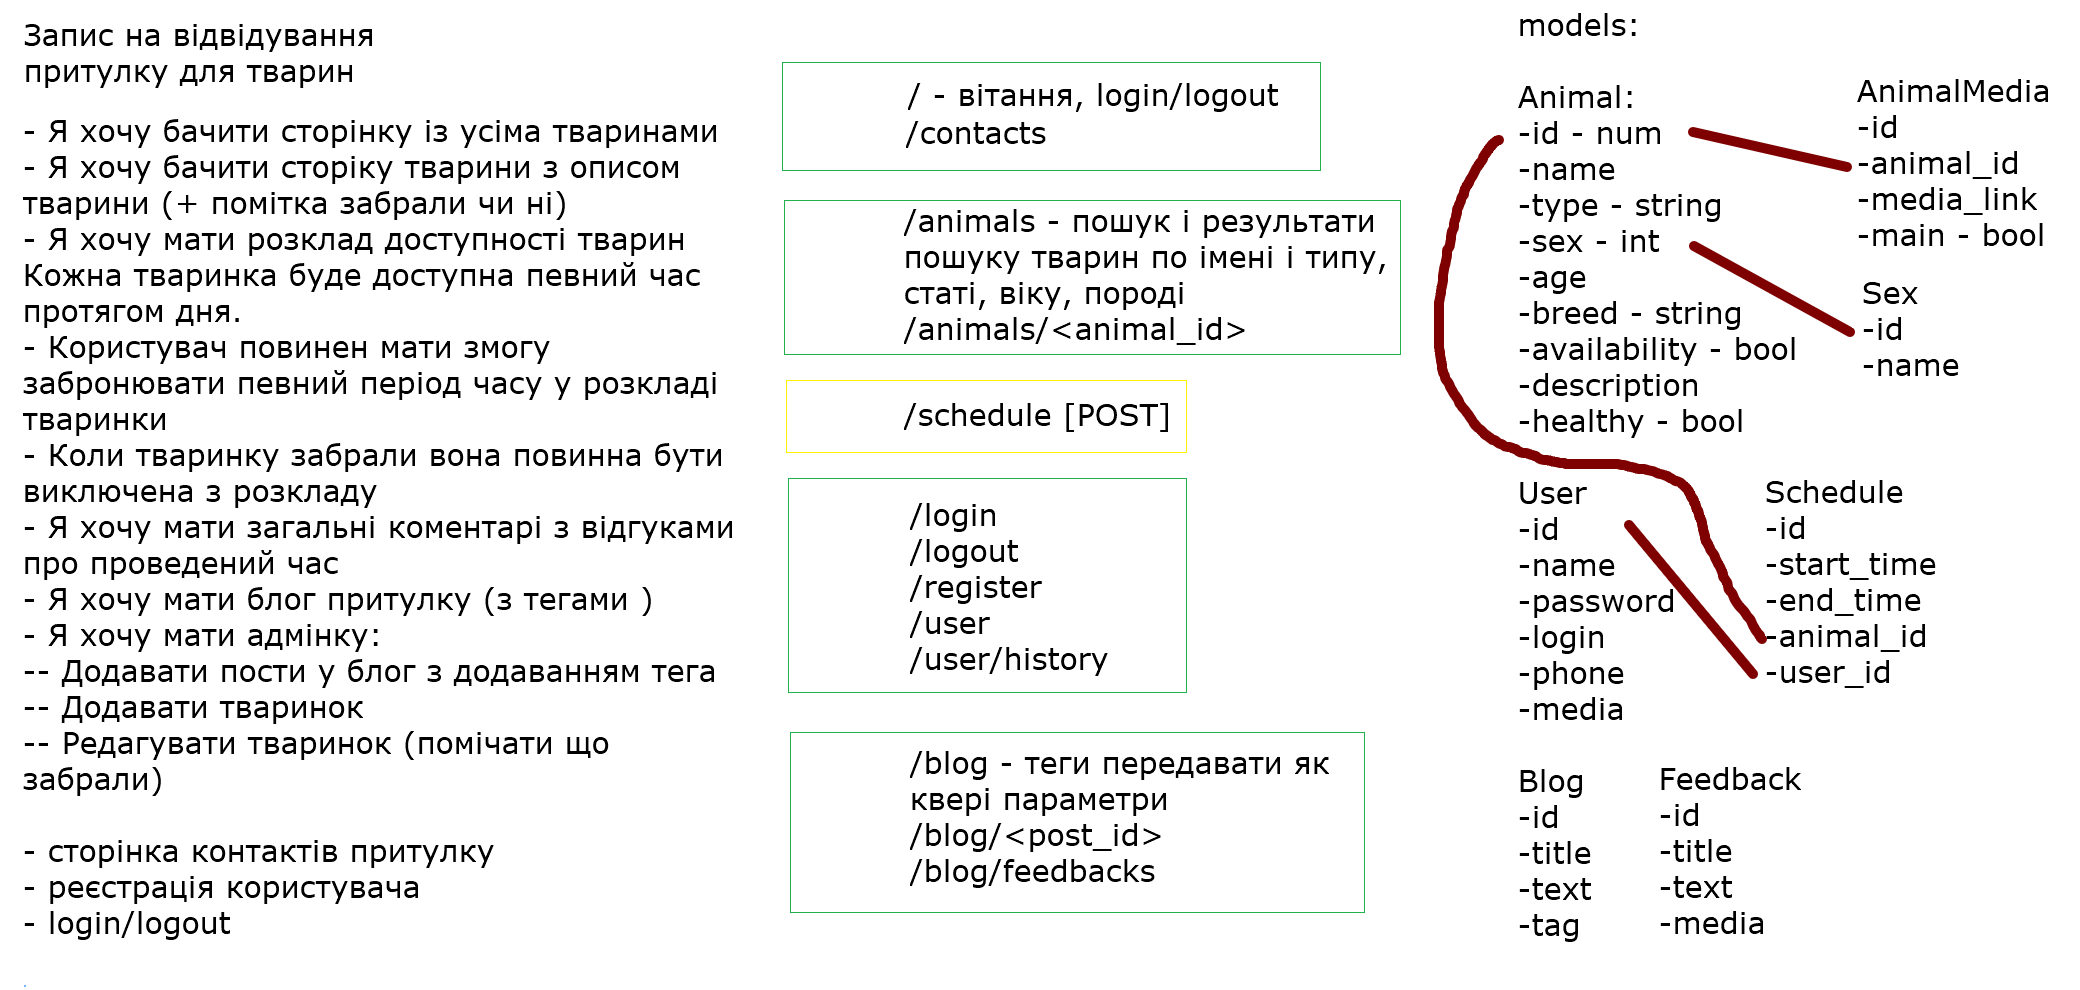 Запис на відвідування
притулку для тварин
- Я хочу бачити сторінку із усіма тваринами
- Я хочу бачити сторіку тварини з описом
тварини (+ помітка забрали чи ні)
- Я хочу мати розклад доступності тварин
Кожна тваринка буде доступна певний час
протягом дня.
- Користувач повинен мати змогу
забронювати певний період часу у розкладі
тваринки
- Коли тваринку забрали вона повинна бути
виключена з розкладу
- Я хочу мати загальні коментарі з відгуками
про проведений час
- Я хочу мати блог притулку (з тегами )
- Я хочу мати адмінку:
-- Додавати пости у блог з додаванням тега
-- Додавати тваринок
-- Редагувати тваринок (помічати що
забрали)
- сторінка контактів притулку
- реєстрація користувача
- login/logout
/ - вітання, login/logout
/contacts
/animals - пошук і результати
пошуку тварин по імені і типу,
статі, віку, породі
/animals/<animal_id>
/schedule [POST]
/login
/logout
/register
/user
/user/history
/blog - теги передавати як
квері параметри
/blog/<post_id>
/blog/feedbacks
models:
Animal:
-id - num
-name
-type - string
-sex - int
-age
-breed - string
-availability - bool
-description
-healthy - bool
AnimalMedia
-id
-animal_id
-media_link
-main - bool
Sex
-id
-name
User
-id
-name
-password
-login
-phone
-media
Schedule
-id
-start_time
-end_time
-animal_id
-user_id
Blog
-id
-title
-text
-tag
Feedback
-id
-title
-text
-media